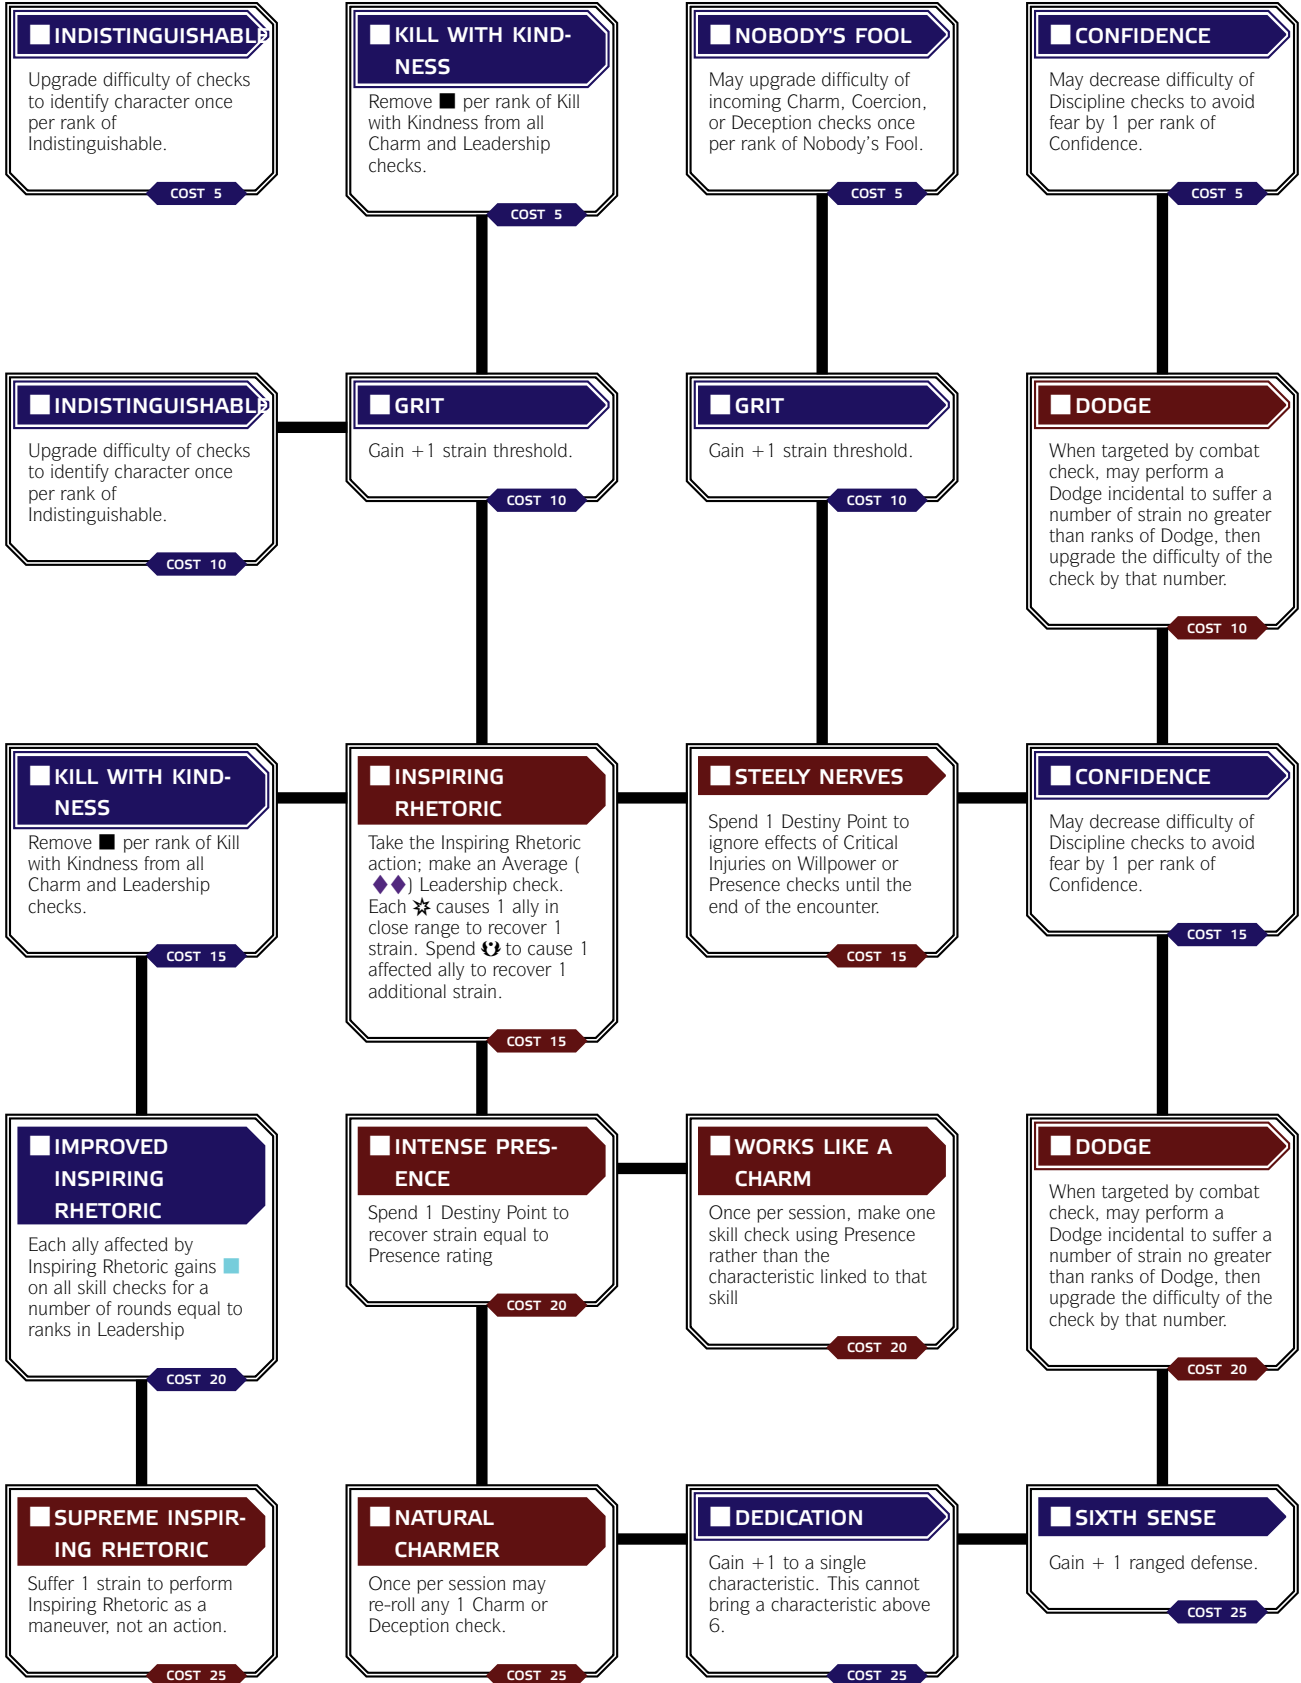 INDISTINGUISHABLE
Upgrade difficulty of checks
to identify character once
per rank of
Indistinguishable.
COST 5
KILL WITH KIND-
NESS
Remove ■ per rank of Kill
with Kindness from all
Charm and Leadership
checks.
COST 5
NOBODY'S FOOL
May upgrade difficulty of
incoming Charm, Coercion,
or Deception checks once
per rank of Nobody's Fool.
COST 5
CONFIDENCE
May decrease difficulty of
Discipline checks to avoid
fear by 1 per rank of
Confidence.
COST 5
INDISTINGUISHABLE
Upgrade difficulty of checks
to identify character once
per rank of
Indistinguishable.
COST 10
GRIT
Gain +1 strain threshold.
COST 10
GRIT
Gain +1 strain threshold.
COST 10
DODGE
When targeted by combat
check, may perform a
Dodge incidental to suffer a
number of strain no greater
than ranks of Dodge, then
upgrade the difficulty of the
check by that number.
COST 10
KILL WITH KIND-
NESS
Remove ■ per rank of Kill
with Kindness from all
Charm and Leadership
checks.
COST 15
INSPIRING
RHETORIC
Take the Inspiring Rhetoric
action; make an Average (
◆◆) Leadership check.
Each causes 1 ally in
close range to recover 1
strain. Spend to cause 1
affected ally to recover 1
additional strain.
COST 15
STEELY NERVES
Spend 1 Destiny Point to
ignore effects of Critical
Injuries on Willpower or
Presence checks until the
end of the encounter.
COST 15
CONFIDENCE
May decrease difficulty of
Discipline checks to avoid
fear by 1 per rank of
Confidence.
COST 15
IMPROVED
INSPIRING
RHETORIC
Each ally affected by
Inspiring Rhetoric gains ■
on all skill checks for a
number of rounds equal to
ranks in Leadership
COST 20
INTENSE PRES-
ENCE
Spend 1 Destiny Point to
recover strain equal to
Presence rating
COST 20
WORKS LIKE A
CHARM
Once per session, make one
skill check using Presence
rather than the
characteristic linked to that
skill
COST 20
DODGE
When targeted by combat
check, may perform a
Dodge incidental to suffer a
number of strain no greater
than ranks of Dodge, then
upgrade the difficulty of the
check by that number.
COST 20
SUPREME INSPIR-
ING RHETORIC
Suffer 1 strain to perform
Inspiring Rhetoric as a
maneuver, not an action.
COST 25
NATURAL
CHARMER
Once per session may
re-roll any 1 Charm or
Deception check.
COST 25
DEDICATION
Gain +1 to a single
characteristic. This cannot
bring a characteristic above
6.
COST 25
SIXTH SENSE
Gain + 1 ranged defense.
COST 25